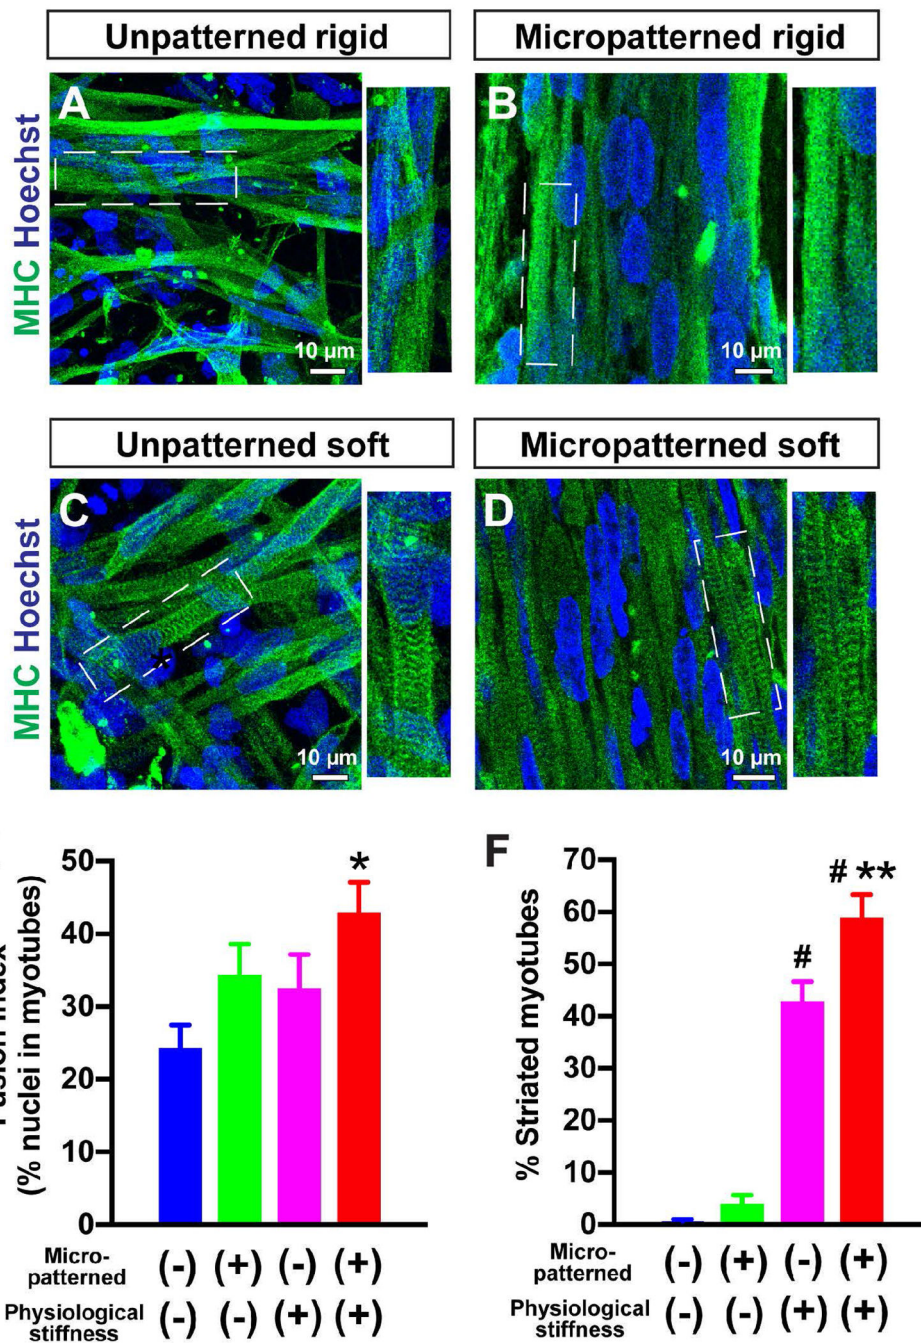 Unpatterned rigid
Micropatterned rigid
MHC Hoechst
A
10 µm
B
10 µm
Unpatterned soft
Micropatterned soft
MHC Hoechst
C
10 µm
D
10 µm
(% nuclei in myotubes)
50
40
30
20
10
0
*
Micro-
patterned
(-) (+) (-) (+)
Physiological
stiffness
(-) (-) (+) (+)
F
% Striated myotubes
70
60
50
40
30
20
10
0
#
# **
Micro-
patterned
(-) (+) (-) (+)
Physiological
stiffness
(-) (-) (+) (+)